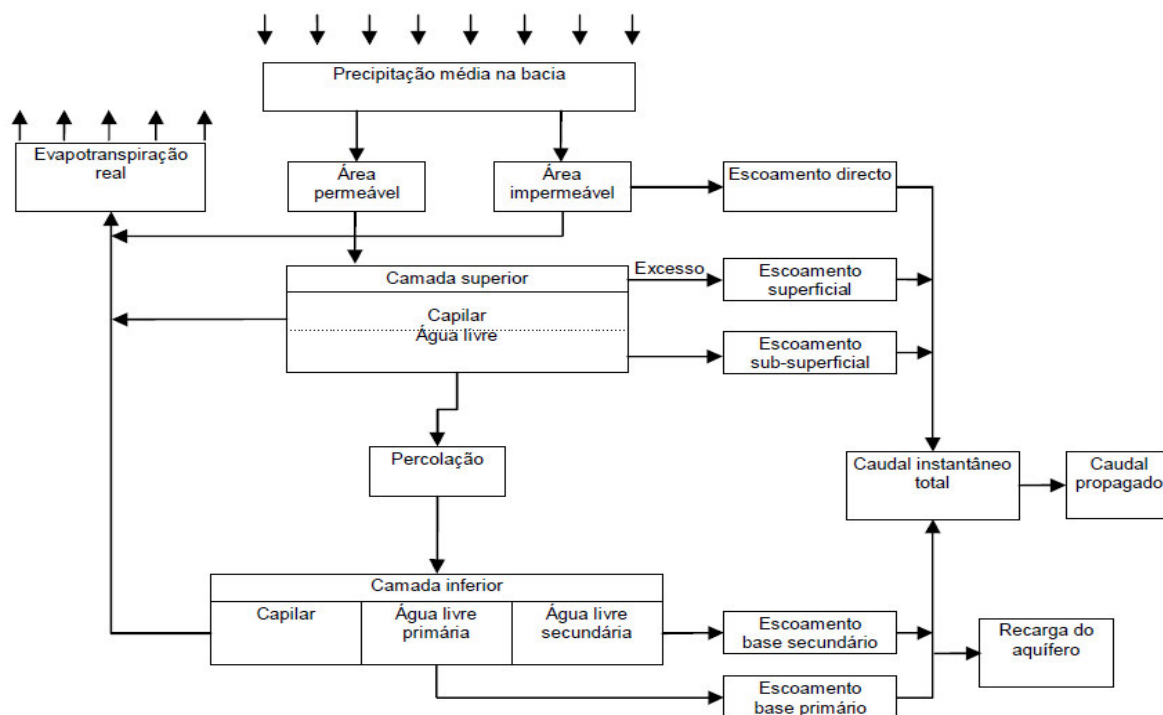 Precipitação média na bacia
Evapotranspiração
real
Área
permeável
Área
impermeável
Escoamento directo
Camada superior
Excesso
Escoamento
superficial
Capilar
Água livre
Escoamento
sub-superficial
Percolação
Caudal instantâneo
total
Caudal
propagado
Camada inferior
Capilar
Água livre
primária
Água livre
secundária
Escoamento
base secundário
Recarga do
aquífero
Escoamento
base primário